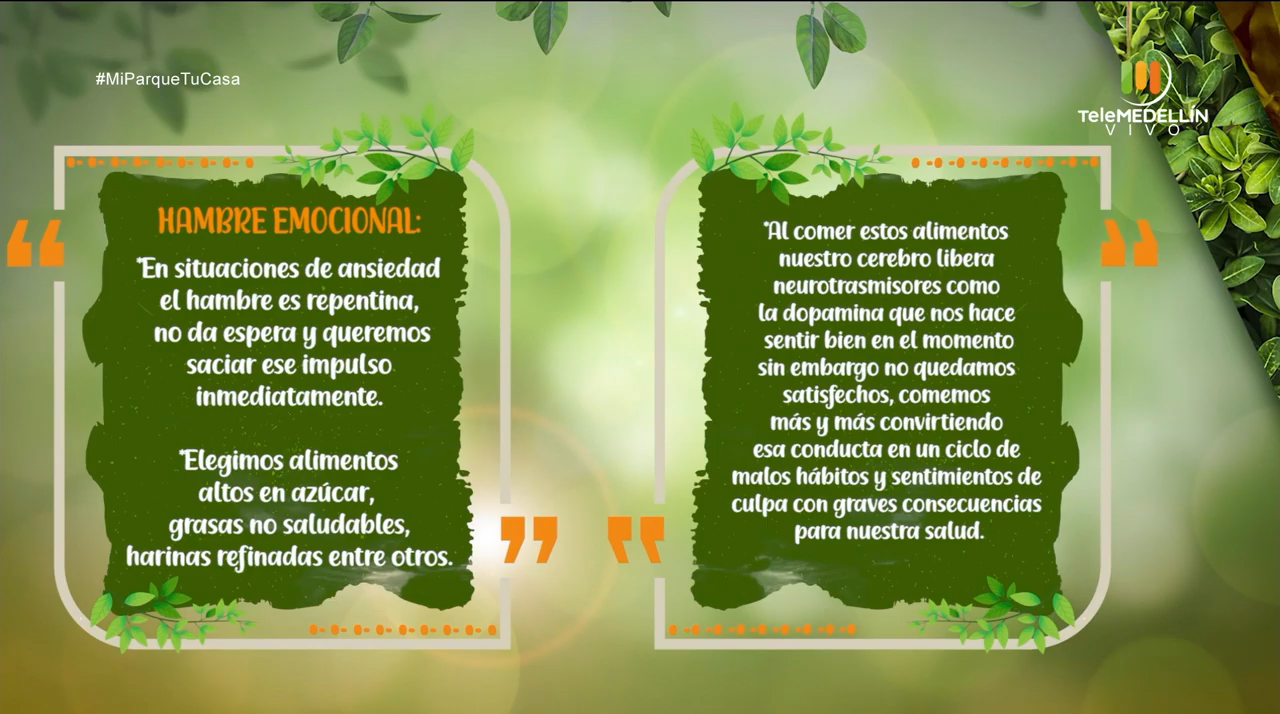 #MiParqueTuCasa
TeleMEDELLÍN
VIVO
HAMBRE EMOCIONAL:
*En situaciones de ansiedad
el hambre es repentina,
no da espera y queremos
saciar ese impulso
inmediatamente.
*Elegimos alimentos
altos en azúcar,
grasas no saludables,
harinas refinadas entre otros.
*Al comer estos alimentos
nuestro cerebro libera
neurotrasmisores como
la dopamina que nos hace
sentir bien en el momento
sin embargo no quedamos
satisfechos, comemos
más y más convirtiendo
esa conducta en un ciclo de
malos hábitos y sentimientos de
culpa con graves consecuencias
para nuestra salud.